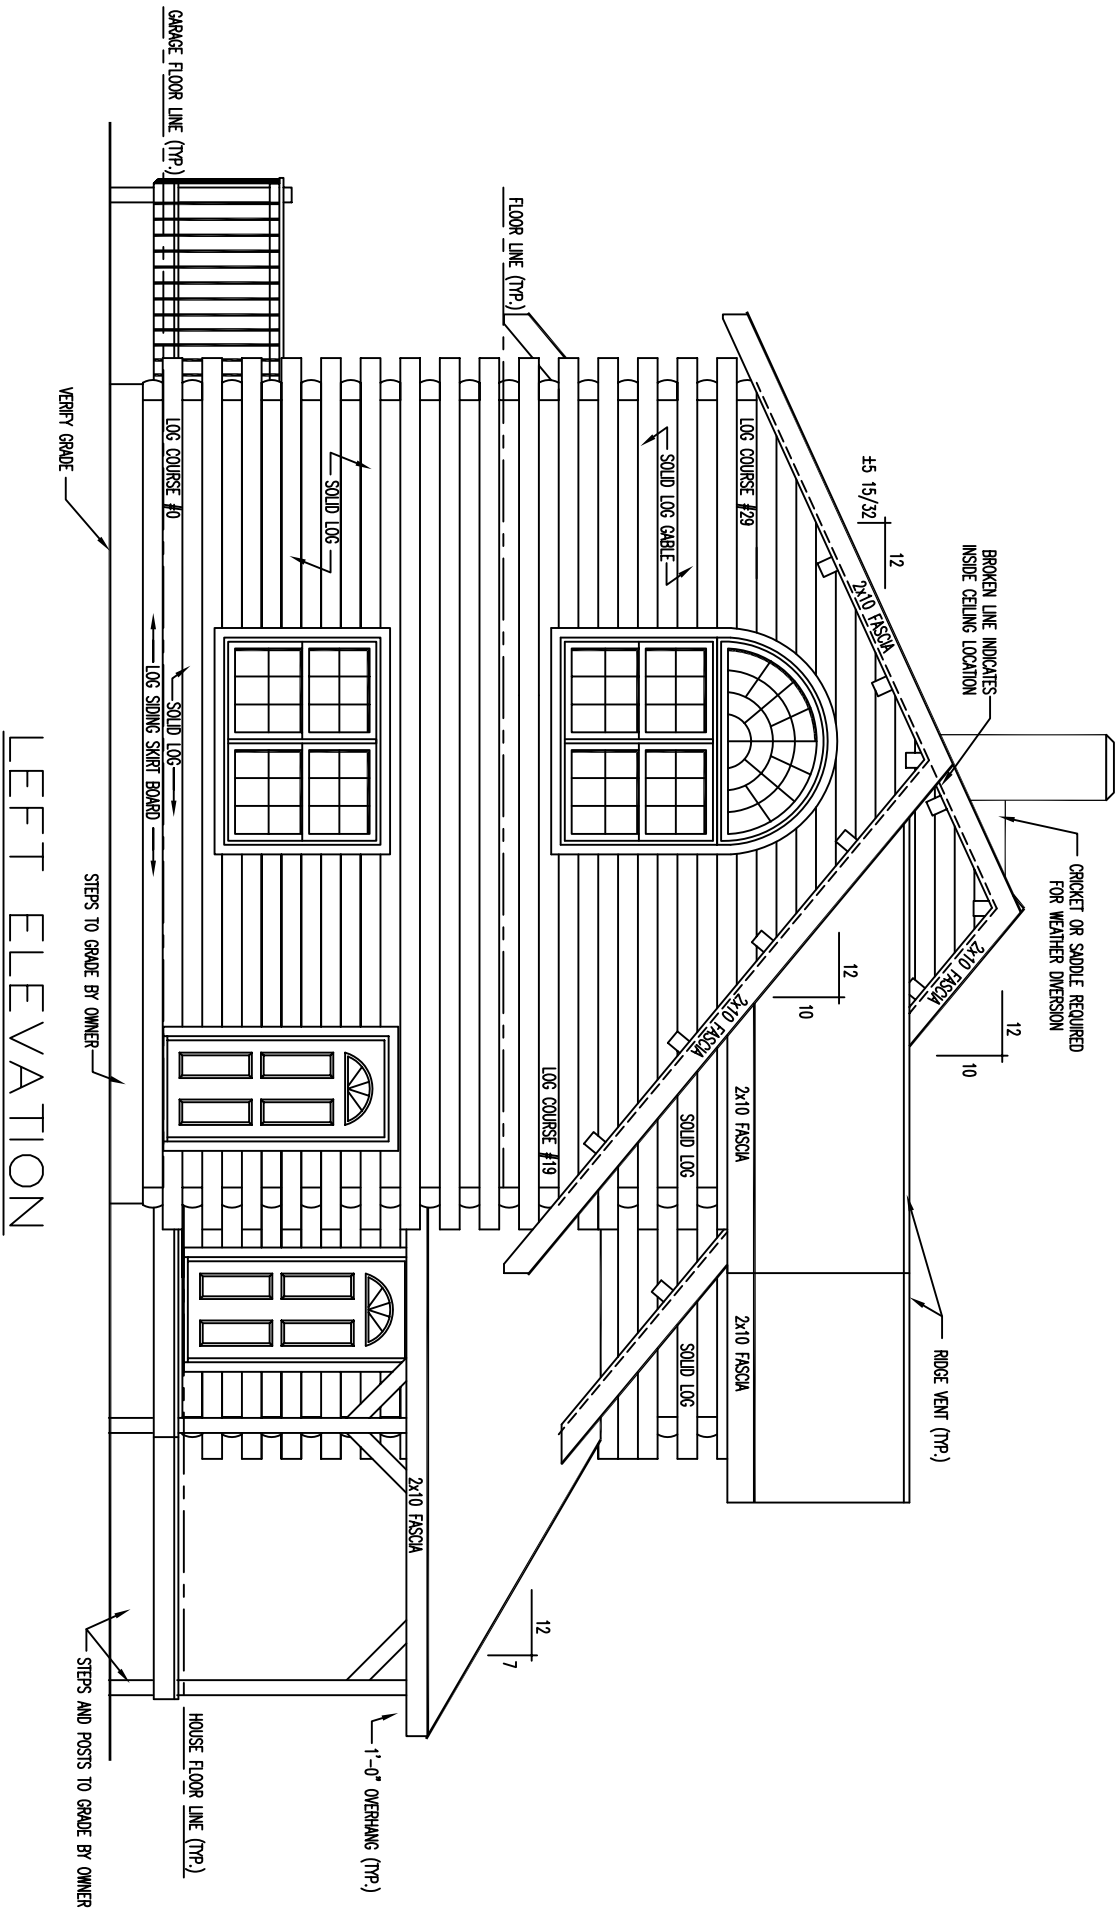 CRICKET OR SADDLE REQUIRED
FOR WEATHER DIVERSION
BROKEN LINE INDICATES
INSIDE CEILING LOCATION
12
10
2x10 FASCIA
RIDGE VENT (TYP.)
12
±5 15/32
2x10 FASCIA
12
10
LOG COURSE #29
2x10 FASCIA
2x10 FASCIA
2x10 FASCIA
SOLID LOG GABLE
SOLID LOG
SOLID LOG
FLOOR LINE (TYP.)
LOG COURSE #19
12
7
SOLID LOG
2x10 FASCIA
1'-0" OVERHANG (TYP.)
GARAGE FLOOR LINE (TYP.)
LOG COURSE #0
SOLID LOG
LOG SIDING SKIRT BOARD
HOUSE FLOOR LINE (TYP.)
VERIFY GRADE
STEPS TO GRADE BY OWNER
STEPS AND POSTS TO GRADE BY OWNER
LEFT ELEVATION